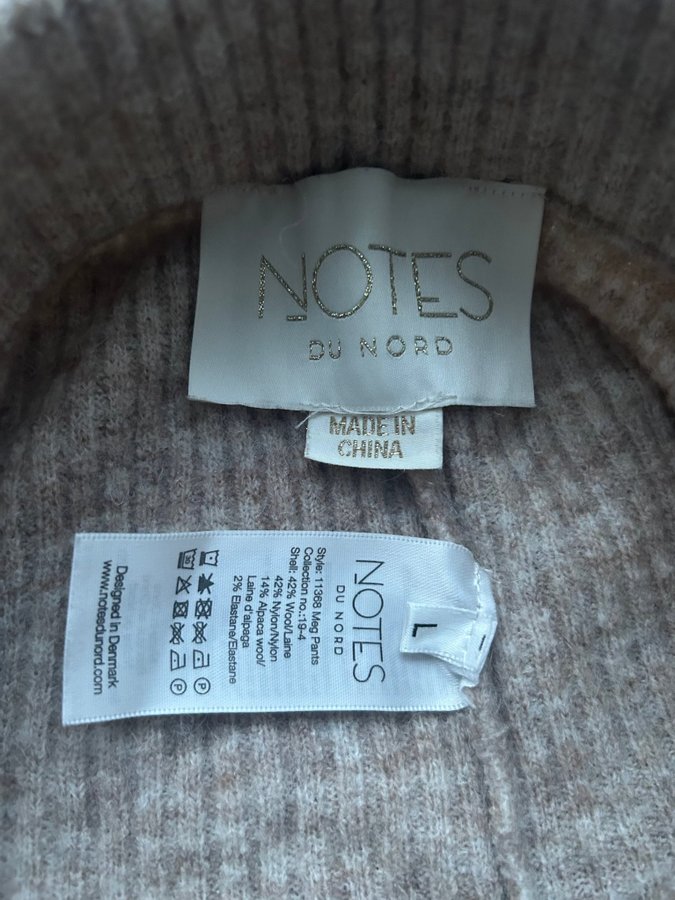 NOTES
DU NORD
MADE IN
CHINA
L
NOTES
DU NORD
Style: 11368 Meg Pants
Collection no.:19-4
Shell: 42% Wool/Laine
42% Nylon/Nylon
14% Alpaca wool/
Laine d'alpaga
2% Elastane/Elastane
Designed in Denmark
www.notesdunord.com